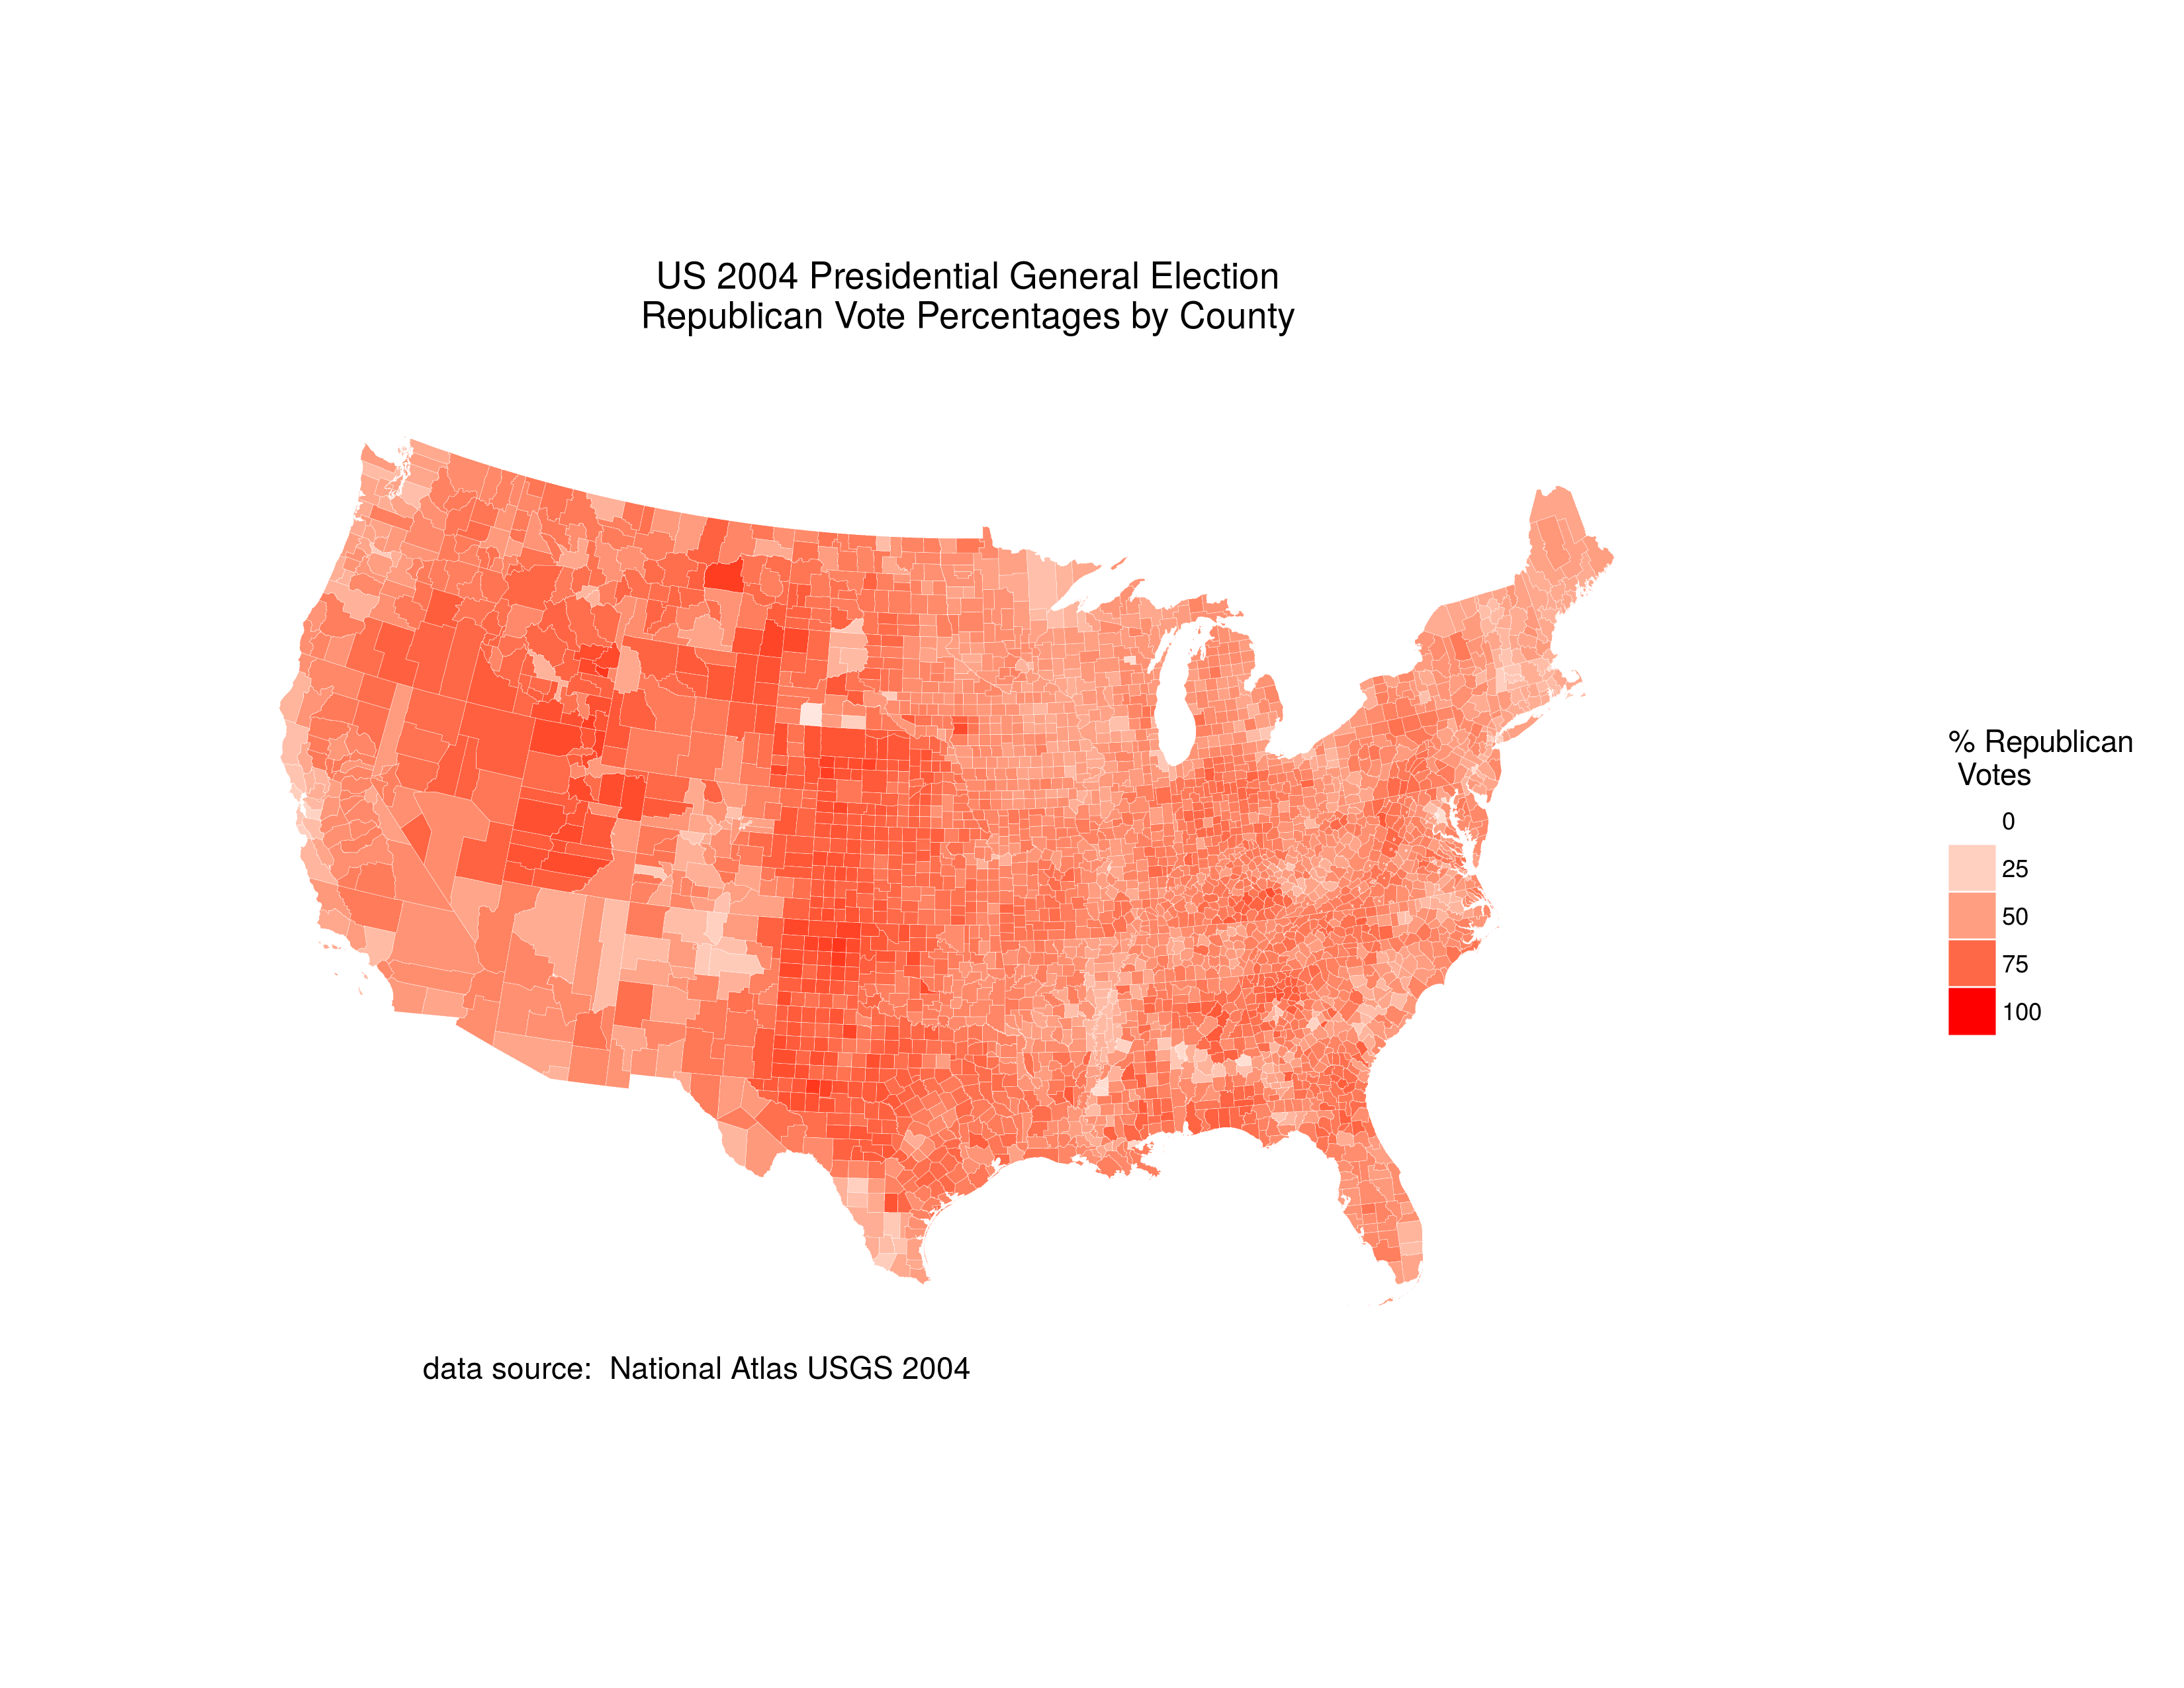 US 2004 Presidential General Election
Republican Vote Percentages by County
% Republican
Votes
0
25
50
75
100
data source:  National Atlas USGS 2004